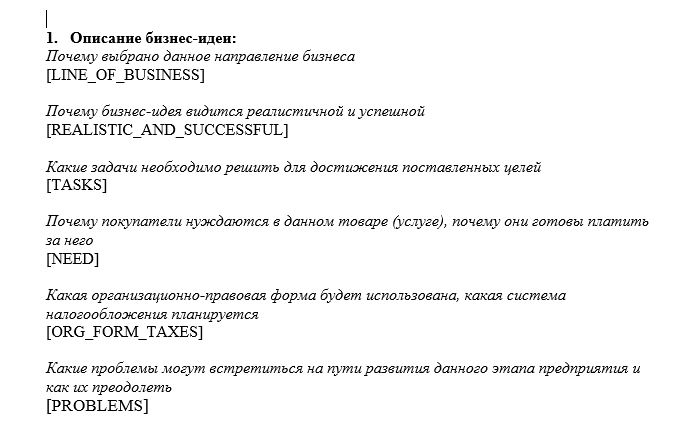 1. Описание бизнес-идеи:
Почему выбрано данное направление бизнеса
[LINE_OF_BUSINESS]
Почему бизнес-идея видится реалистичной и успешной
[REALISTIC_AND_SUCCESSFUL]
Какие задачи необходимо решить для достижения поставленных целей
[TASKS]
Почему покупатели нуждаются в данном товаре (услуге), почему они готовы платить
за него
[NEED]
Какая организационно-правовая форма будет использована, какая система
налогообложения планируется
[ORG_FORM_TAXES]
Какие проблемы могут встретиться на пути развития данного этапа предприятия и
как их преодолеть
[PROBLEMS]